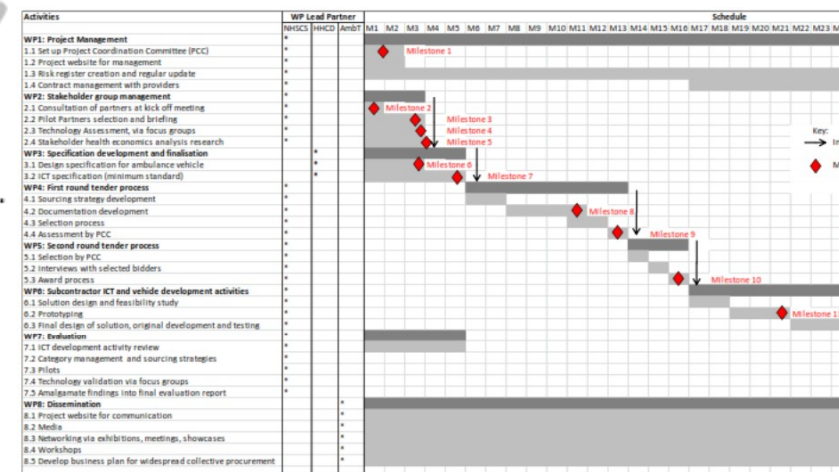 Activities WP Lead Partner Schedule
NHSCS HHCD AmbT M1 M2 M3 M4 M5 M6 M7 M8 M9 M10 M11 M12 M13 M14 M15 M16 M17 M18 M19 M20 M21 M22 M23
WP1: Project Management *
1.1 Set up Project Coordination Committee (PCC) * Milestone 1
1.2 Project website for management *
1.3 Risk register creation and regular update *
1.4 Contract management with providers *
WP2: Stakeholder group management *
2.1 Consultation of partners at kick off meeting * Milestone 2
2.2 Pilot Partners selection and briefing * Milestone 3
2.3 Technology Assessment, via focus groups * Milestone 4
2.4 Stakeholder health economics analysis research * Milestone 5
Key:
WP3: Specification development and finalisation *
3.1 Design specification for ambulance vehicle * Milestone 6
3.2 ICT specification (minimum standard) * Milestone 7
WP4: First round tender process *
4.1 Sourcing strategy development *
4.2 Documentation development * Milestone 8
4.3 Selection process *
4.4 Assessment by PCC * Milestone 9
WP5: Second round tender process *
5.1 Selection by PCC *
5.2 Interviews with selected bidders *
5.3 Award process * Milestone 10
WP6: Subcontractor ICT and vehicle development activities *
6.1 Solution design and feasibility study *
6.2 Prototyping * Milestone 1
6.3 Final design of solution, original development and testing *
WP7: Evaluation *
7.1 ICT development activity review *
7.2 Category management and sourcing strategies *
7.3 Pilots *
7.4 Technology validation via focus groups *
7.5 Amalgamate findings into final evaluation report *
WP8: Dissemination *
8.1 Project website for communication *
8.2 Media *
8.3 Networking via exhibitions, meetings, showcases *
8.4 Workshops *
8.5 Develop business plan for widespread collective procurement *